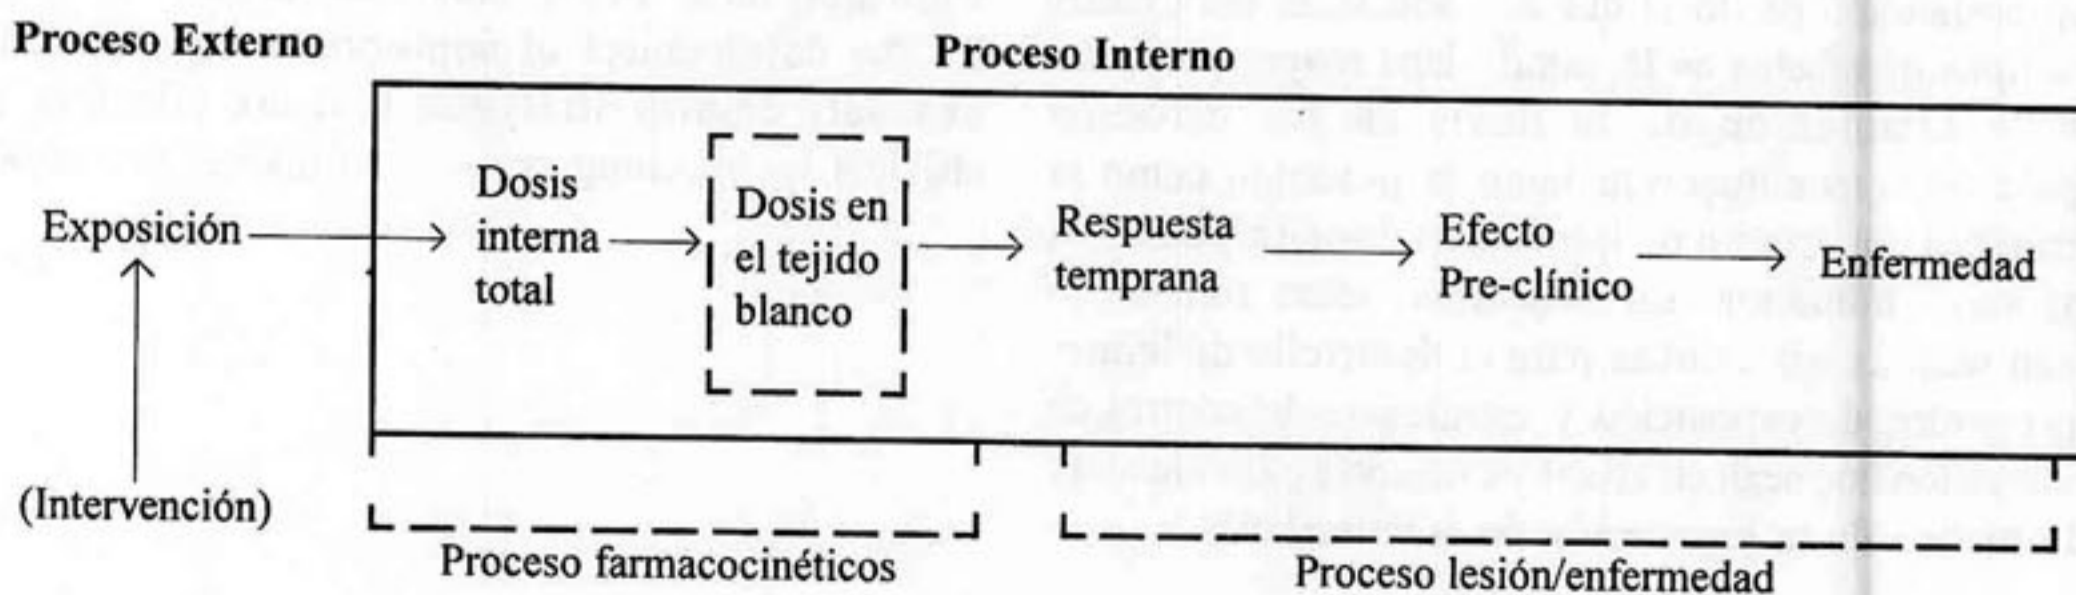 Proceso Externo
Proceso Interno
Exposición
Dosis
interna
total
Dosis en
el tejido
blanco
Respuesta
temprana
Efecto
Pre-clínico
Enfermedad
(Intervención)
Proceso farmacocinéticos
Proceso lesión/enfermedad